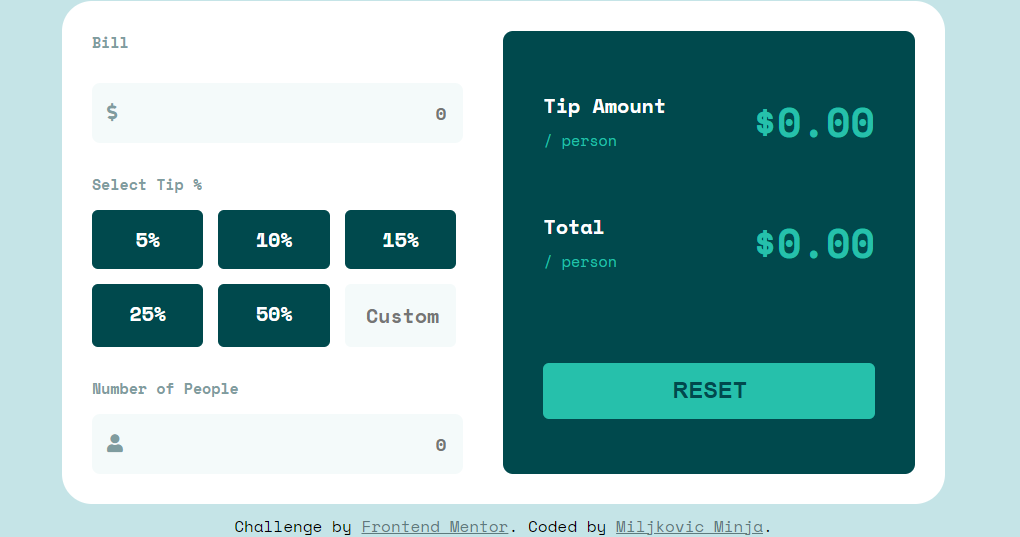 Bill
$ 0
Select Tip %
5% 10% 15%
25% 50% Custom
Number of People
0
Tip Amount
/ person
$0.00
Total
/ person
$0.00
RESET
Challenge by Frontend Mentor. Coded by Miljkovic Minja.